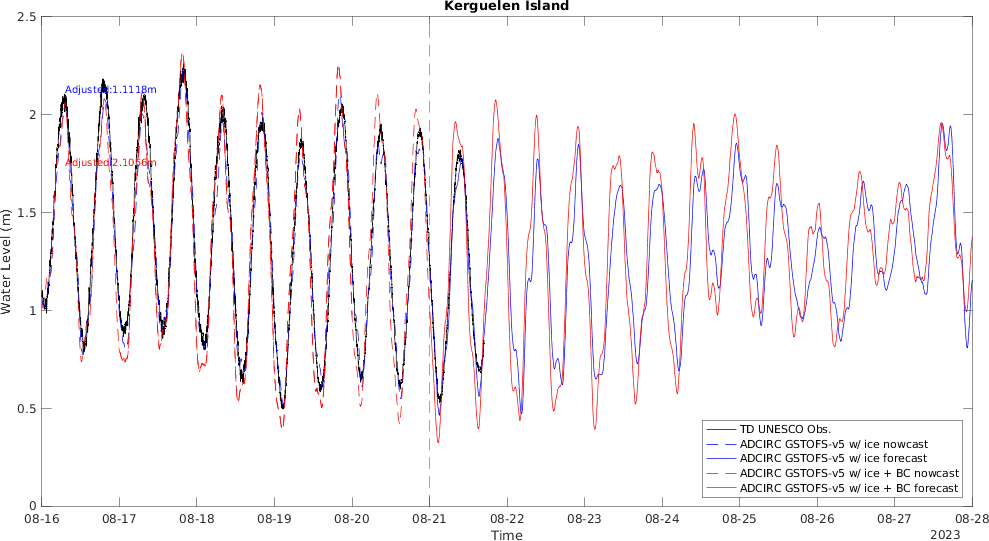 Kerguelen Island
2.5
2
1.5
1
0.5
0
Water Level (m)
Adjusted:1.1118m
Adjusted:2.1056m
TD UNESCO Obs.
ADCIRC GSTOFS-v5 w/ ice nowcast
ADCIRC GSTOFS-v5 w/ ice forecast
ADCIRC GSTOFS-v5 w/ ice + BC nowcast
ADCIRC GSTOFS-v5 w/ ice + BC forecast
08-16 08-17 08-18 08-19 08-20 08-21 08-22 08-23 08-24 08-25 08-26 08-27 08-28
Time
2023